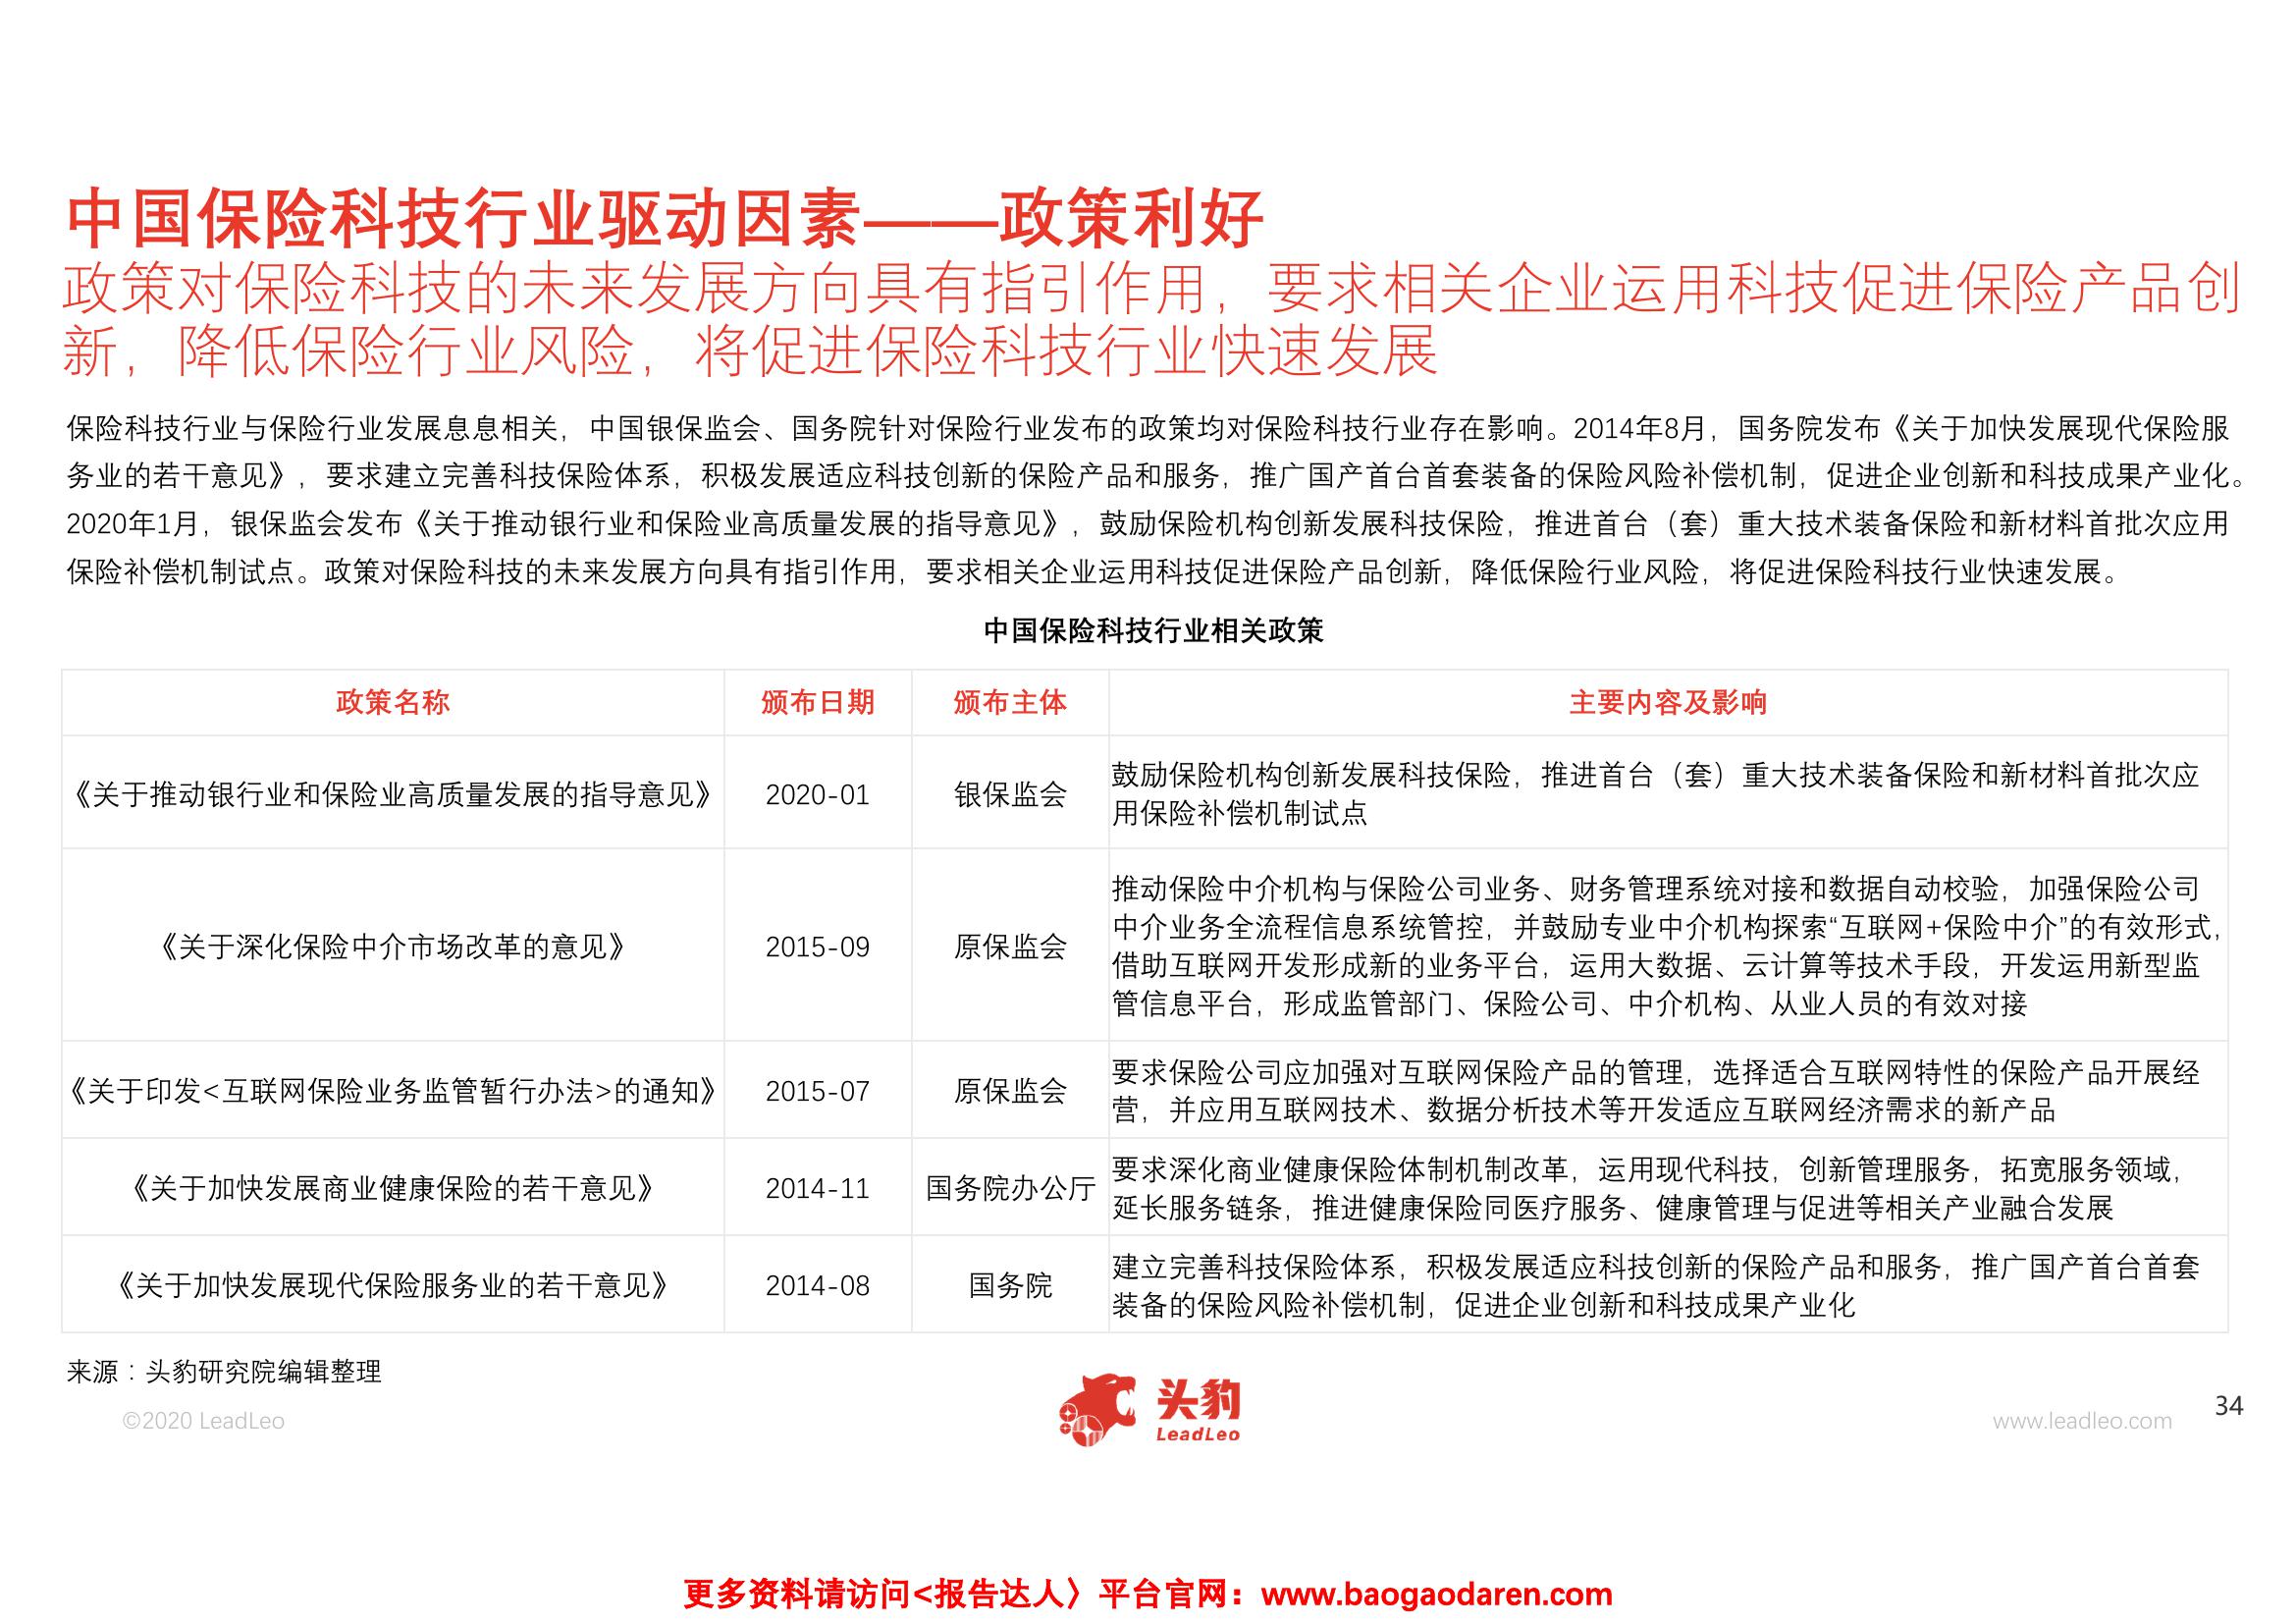 中国保险科技行业驱动因素——政策利好
政策对保险科技的未来发展方向具有指引作用，要求相关企业运用科技促进保险产品创
新，降低保险行业风险，将促进保险科技行业快速发展
保险科技行业与保险行业发展息息相关，中国银保监会、国务院针对保险行业发布的政策均对保险科技行业存在影响。2014年8月，国务院发布《关于加快发展现代保险服
务业的若干意见》，要求建立完善科技保险体系，积极发展适应科技创新的保险产品和服务，推广国产首台首套装备的保险风险补偿机制，促进企业创新和科技成果产业化。
2020年1月，银保监会发布《关于推动银行业和保险业高质量发展的指导意见》，鼓励保险机构创新发展科技保险，推进首台（套）重大技术装备保险和新材料首批次应用
保险补偿机制试点。政策对保险科技的未来发展方向具有指引作用，要求相关企业运用科技促进保险产品创新，降低保险行业风险，将促进保险科技行业快速发展。
中国保险科技行业相关政策
政策名称 颁布日期 颁布主体 主要内容及影响
《关于推动银行业和保险业高质量发展的指导意见》 2020-01 银保监会 鼓励保险机构创新发展科技保险，推进首台（套）重大技术装备保险和新材料首批次应
用保险补偿机制试点
《关于深化保险中介市场改革的意见》 2015-09 原保监会 推动保险中介机构与保险公司业务、财务管理系统对接和数据自动校验，加强保险公司
中介业务全流程信息系统管控，并鼓励专业中介机构探索“互联网+保险中介”的有效形式，
借助互联网开发形成新的业务平台，运用大数据、云计算等技术手段，开发运用新型监
管信息平台，形成监管部门、保险公司、中介机构、从业人员的有效对接
《关于印发<互联网保险业务监管暂行办法>的通知》 2015-07 原保监会 要求保险公司应加强对互联网保险产品的管理，选择适合互联网特性的保险产品开展经
营，并应用互联网技术、数据分析技术等开发适应互联网经济需求的新产品
《关于加快发展商业健康保险的若干意见》 2014-11 国务院办公厅 要求深化商业健康保险体制机制改革，运用现代科技，创新管理服务，拓宽服务领域，
延长服务链条，推进健康保险同医疗服务、健康管理与促进等相关产业融合发展
《关于加快发展现代保险服务业的若干意见》 2014-08 国务院 建立完善科技保险体系，积极发展适应科技创新的保险产品和服务，推广国产首台首套
装备的保险风险补偿机制，促进企业创新和科技成果产业化
来源：头豹研究院编辑整理
©2020 LeadLeo
头豹
LeadLeo
www.leadleo.com
34
更多资料请访问<报告达人〉平台官网：www.baogaodaren.com